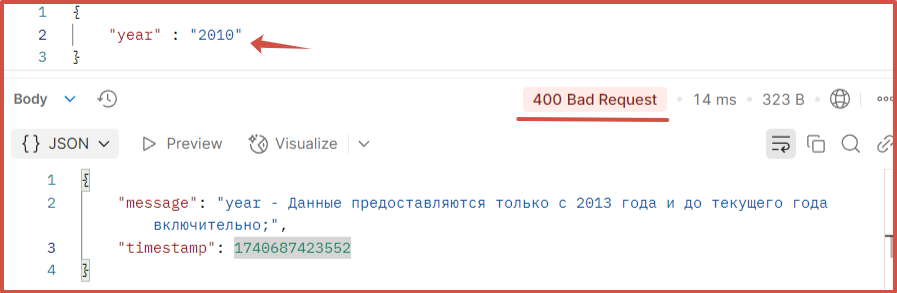 1 {
2 "year" : "2010"
3 }
Body 400 Bad Request • 14 ms • 323 B •
{} JSON Preview Visualize
1 {
2 "message": "year - Данные предоставляются только с 2013 года и до текущего года
включительно;",
3 "timestamp": 1740687423552
4 }